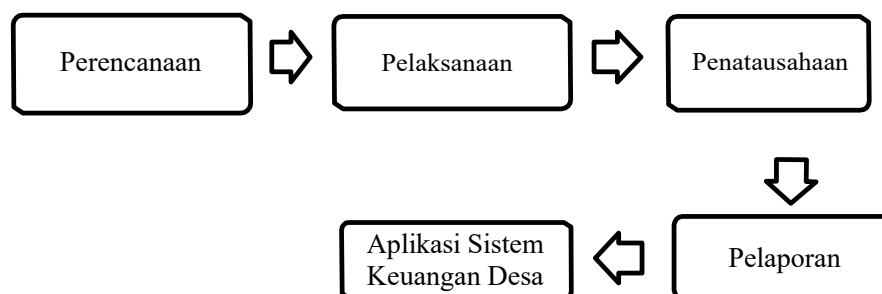 Perencanaan
Pelaksanaan
Penatausahaan
Pelaporan
Aplikasi Sistem
Keuangan Desa